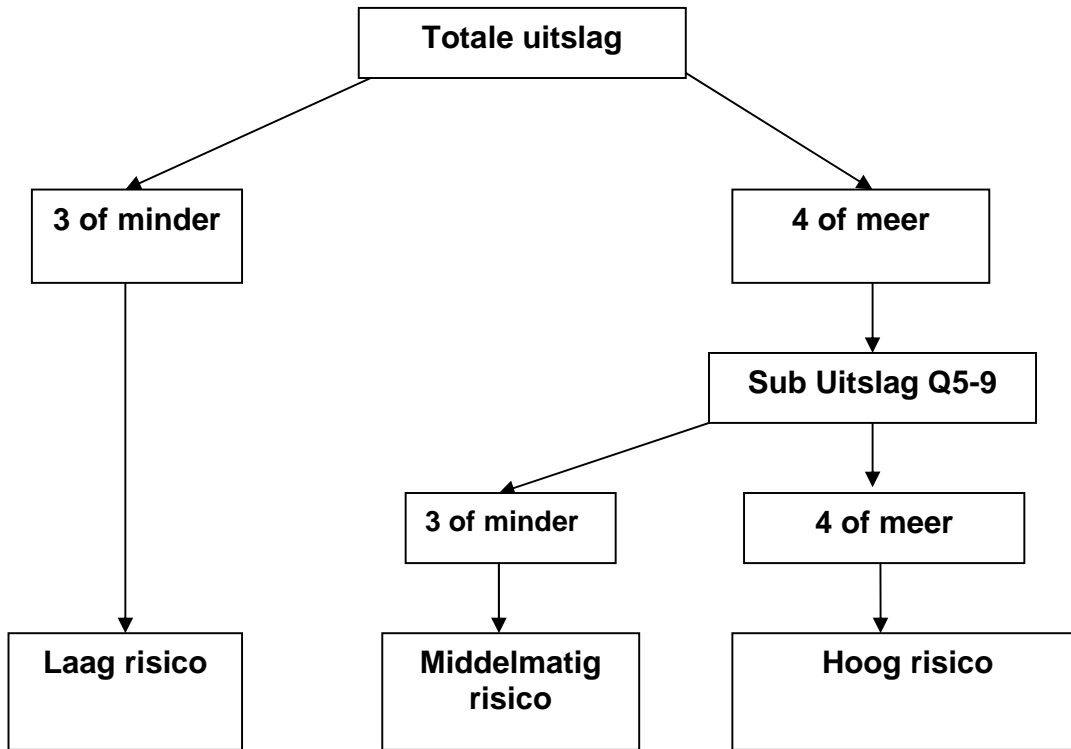 Totale uitslag
3 of minder
4 of meer
Sub Uitslag Q5-9
3 of minder
4 of meer
Laag risico
Middelmatig
risico
Hoog risico